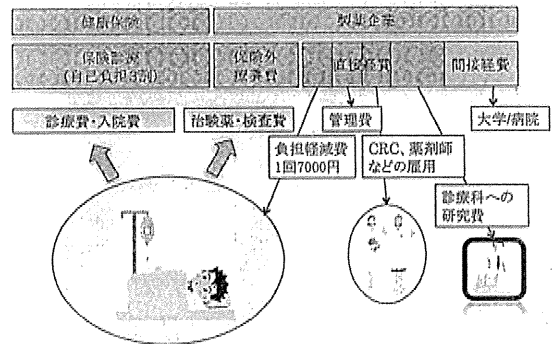 健康保険
製薬企業
保険診療
(自己負担3割)
保険外
療養費
直接経費
間接経費
診療費・入院費
治験薬・検査費
管理費
大学/病院
負担軽減費
1回7000円
CRC、薬剤師
などの雇用
診療科への
研究費